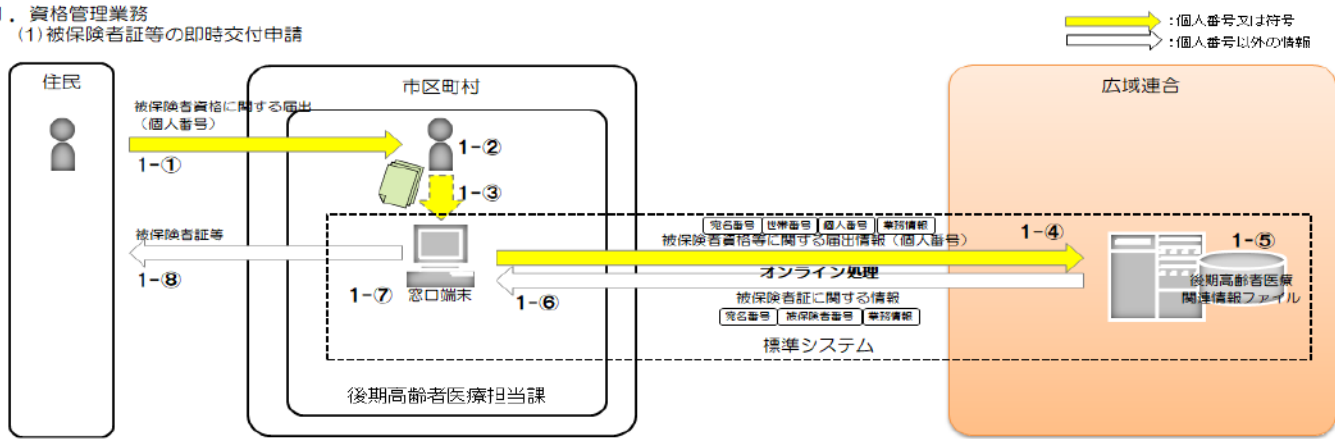 ．資格管理業務
(1)被保険者証等の即時交付申請
：個人番号又は符号
：個人番号以外の情報
住民
市区町村
広域連合
被保険者資格に関する届出
（個人番号）
1-①
1-②
1-③
宛名番号 世帯番号 個人番号 業務情報
被保険者資格等に関する届出情報（個人番号）
1-④
1-⑤
被保険者証等
1-⑧
オンライン処理
1-⑦
窓口端末
1-⑥
後期高齢者医療
関連情報ファイル
被保険者証に関する情報
宛名番号 被保険者番号 業務情報
標準システム
後期高齢者医療担当課